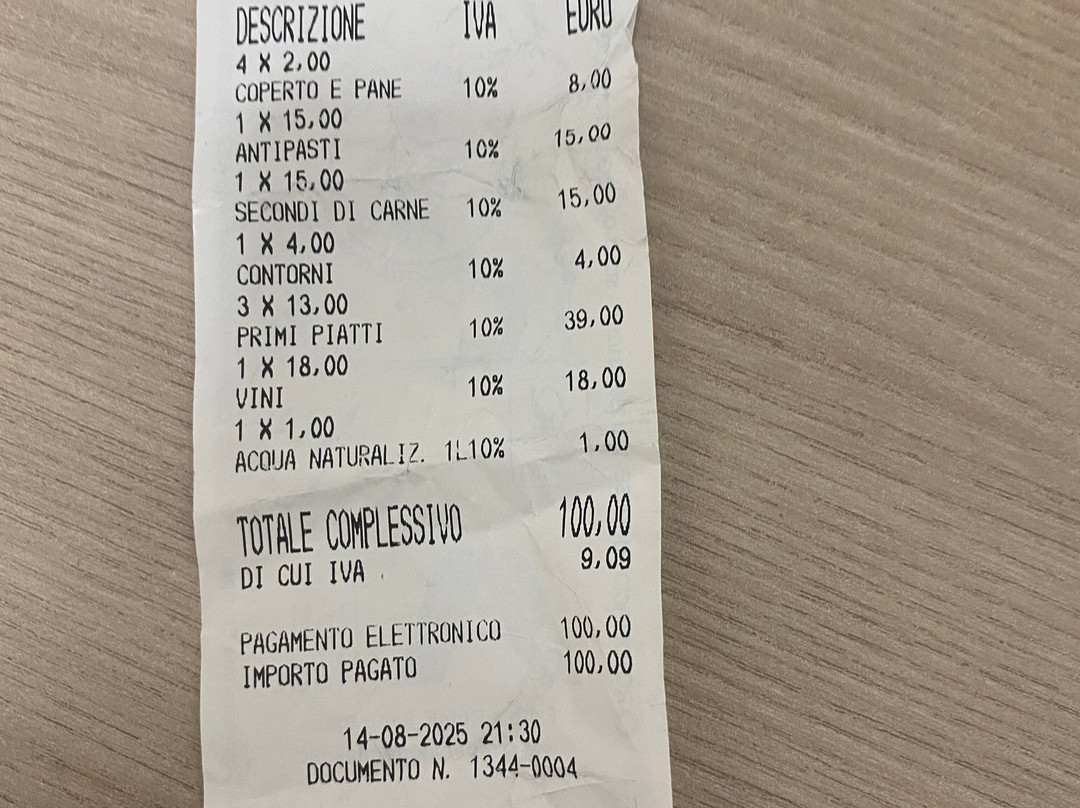 DESCRIZIONE IVA EURO
4 X 2,00
COPERTO E PANE 10% 8,00
1 X 15,00
ANTIPASTI 10% 15,00
1 X 15,00
SECONDI DI CARNE 10% 15,00
1 X 4,00
CONTORNI 10% 4,00
3 X 13,00
PRIMI PIATTI 10% 39,00
1 X 18,00
VINI 10% 18,00
1 X 1,00
ACQUA NATURALIZ. 1L10% 1,00
TOTALE COMPLESSIVO 100,00
DI CUI IVA 9,09
PAGAMENTO ELETTRONICO 100,00
IMPORTO PAGATO 100,00
14-08-2025 21:30
DOCUMENTO N. 1344-0004